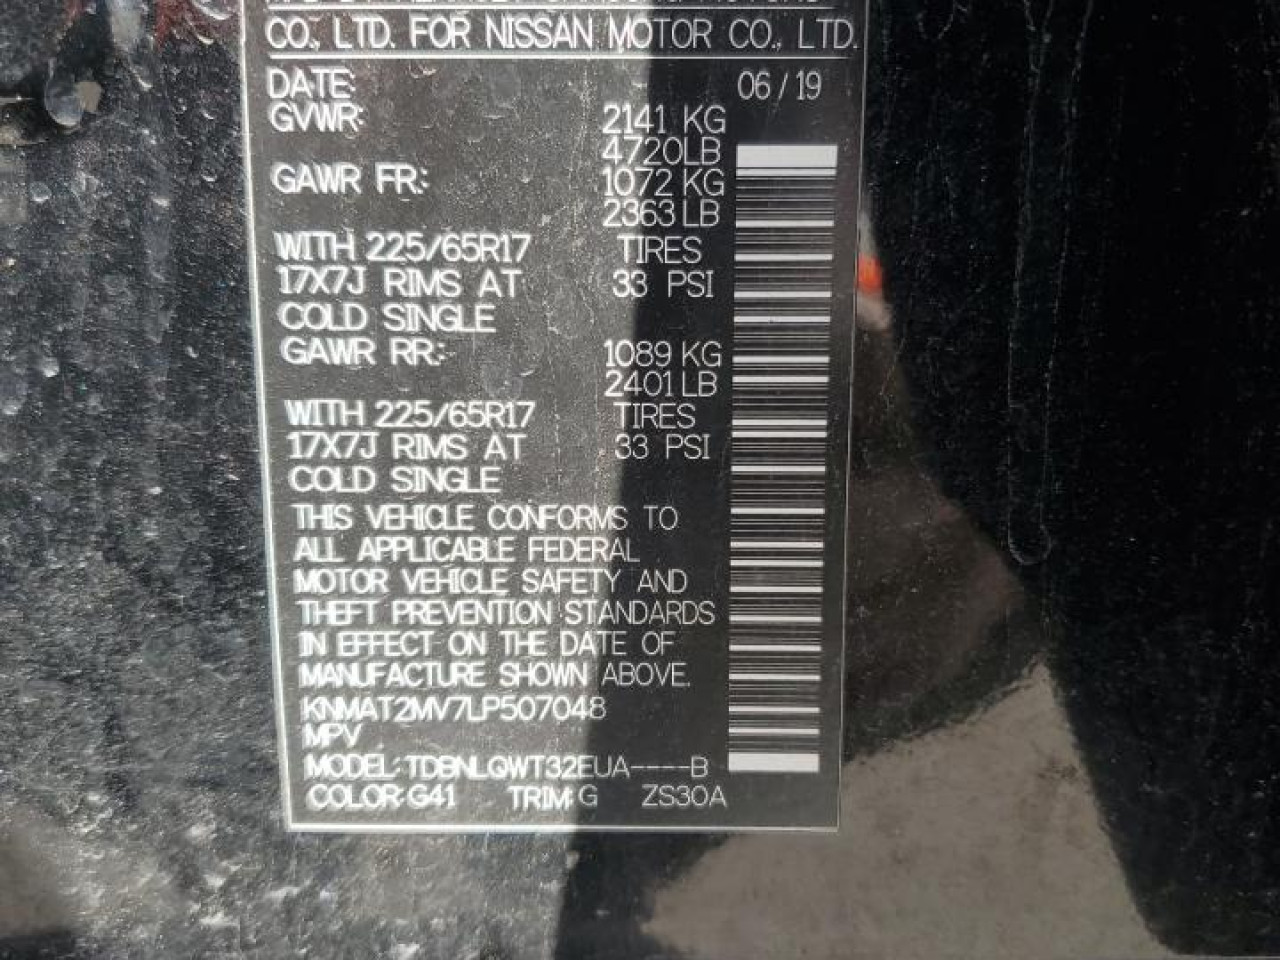 CO., LTD. FOR NISSAN MOTOR CO., LTD.
DATE: 06 / 19
GVWR: 2141 KG
4720LB
GAWR FR: 1072 KG
2363 LB
WITH 225/65R17 TIRES
17X7J RIMS AT 33 PSI
COLD SINGLE
GAWR RR: 1089 KG
2401 LB
WITH 225/65R17 TIRES
17X7J RIMS AT 33 PSI
COLD SINGLE
THIS VEHICLE CONFORMS TO
ALL APPLICABLE FEDERAL
MOTOR VEHICLE SAFETY AND
THEFT PREVENTION STANDARDS
IN EFFECT ON THE DATE OF
MANUFACTURE SHOWN ABOVE.
KNMAT2MV7LP507048
MPV
MODEL: TDBNLQWT32EUA----B
COLOR: G41 TRIM: G ZS30A